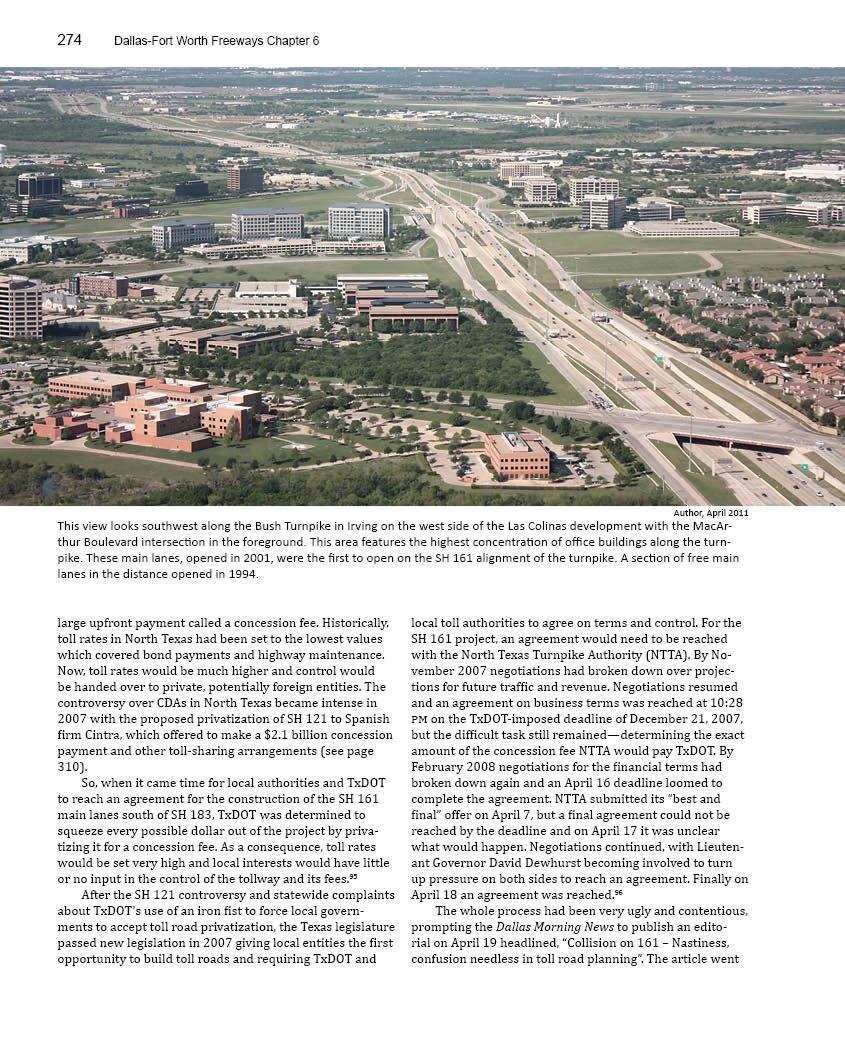 274 Dallas-Fort Worth Freeways Chapter 6
Author, April 2011
This view looks southwest along the Bush Turnpike in Irving on the west side of the Las Colinas development with the MacAr-
thur Boulevard intersection in the foreground. This area features the highest concentration of office buildings along the turn-
pike. These main lanes, opened in 2001, were the first to open on the SH 161 alignment of the turnpike. A section of free main
lanes in the distance opened in 1994.
large upfront payment called a concession fee. Historically,
toll rates in North Texas had been set to the lowest values
which covered bond payments and highway maintenance.
Now, toll rates would be much higher and control would
be handed over to private, potentially foreign entities. The
controversy over CDAs in North Texas became intense in
2007 with the proposed privatization of SH 121 to Spanish
firm Cintra, which offered to make a $2.1 billion concession
payment and other toll-sharing arrangements (see page
310).
So, when it came time for local authorities and TxDOT
to reach an agreement for the construction of the SH 161
main lanes south of SH 183, TxDOT was determined to
squeeze every possible dollar out of the project by priva-
tizing it for a concession fee. As a consequence, toll rates
would be set very high and local interests would have little
or no input in the control of the tollway and its fees.⁹⁵
After the SH 121 controversy and statewide complaints
about TxDOT's use of an iron fist to force local govern-
ments to accept toll road privatization, the Texas legislature
passed new legislation in 2007 giving local entities the first
opportunity to build toll roads and requiring TxDOT and
local toll authorities to agree on terms and control. For the
SH 161 project, an agreement would need to be reached
with the North Texas Turnpike Authority (NTTA). By No-
vember 2007 negotiations had broken down over projec-
tions for future traffic and revenue. Negotiations resumed
and an agreement on business terms was reached at 10:28
PM on the TxDOT-imposed deadline of December 21, 2007,
but the difficult task still remained—determining the exact
amount of the concession fee NTTA would pay TxDOT. By
February 2008 negotiations for the financial terms had
broken down again and an April 16 deadline loomed to
complete the agreement. NTTA submitted its "best and
final" offer on April 7, but a final agreement could not be
reached by the deadline and on April 17 it was unclear
what would happen. Negotiations continued, with Lieuten-
ant Governor David Dewhurst becoming involved to turn
up pressure on both sides to reach an agreement. Finally on
April 18 an agreement was reached.⁹⁶
The whole process had been very ugly and contentious,
prompting the Dallas Morning News to publish an edito-
rial on April 19 headlined, "Collision on 161 – Nastiness,
confusion needless in toll road planning". The article went